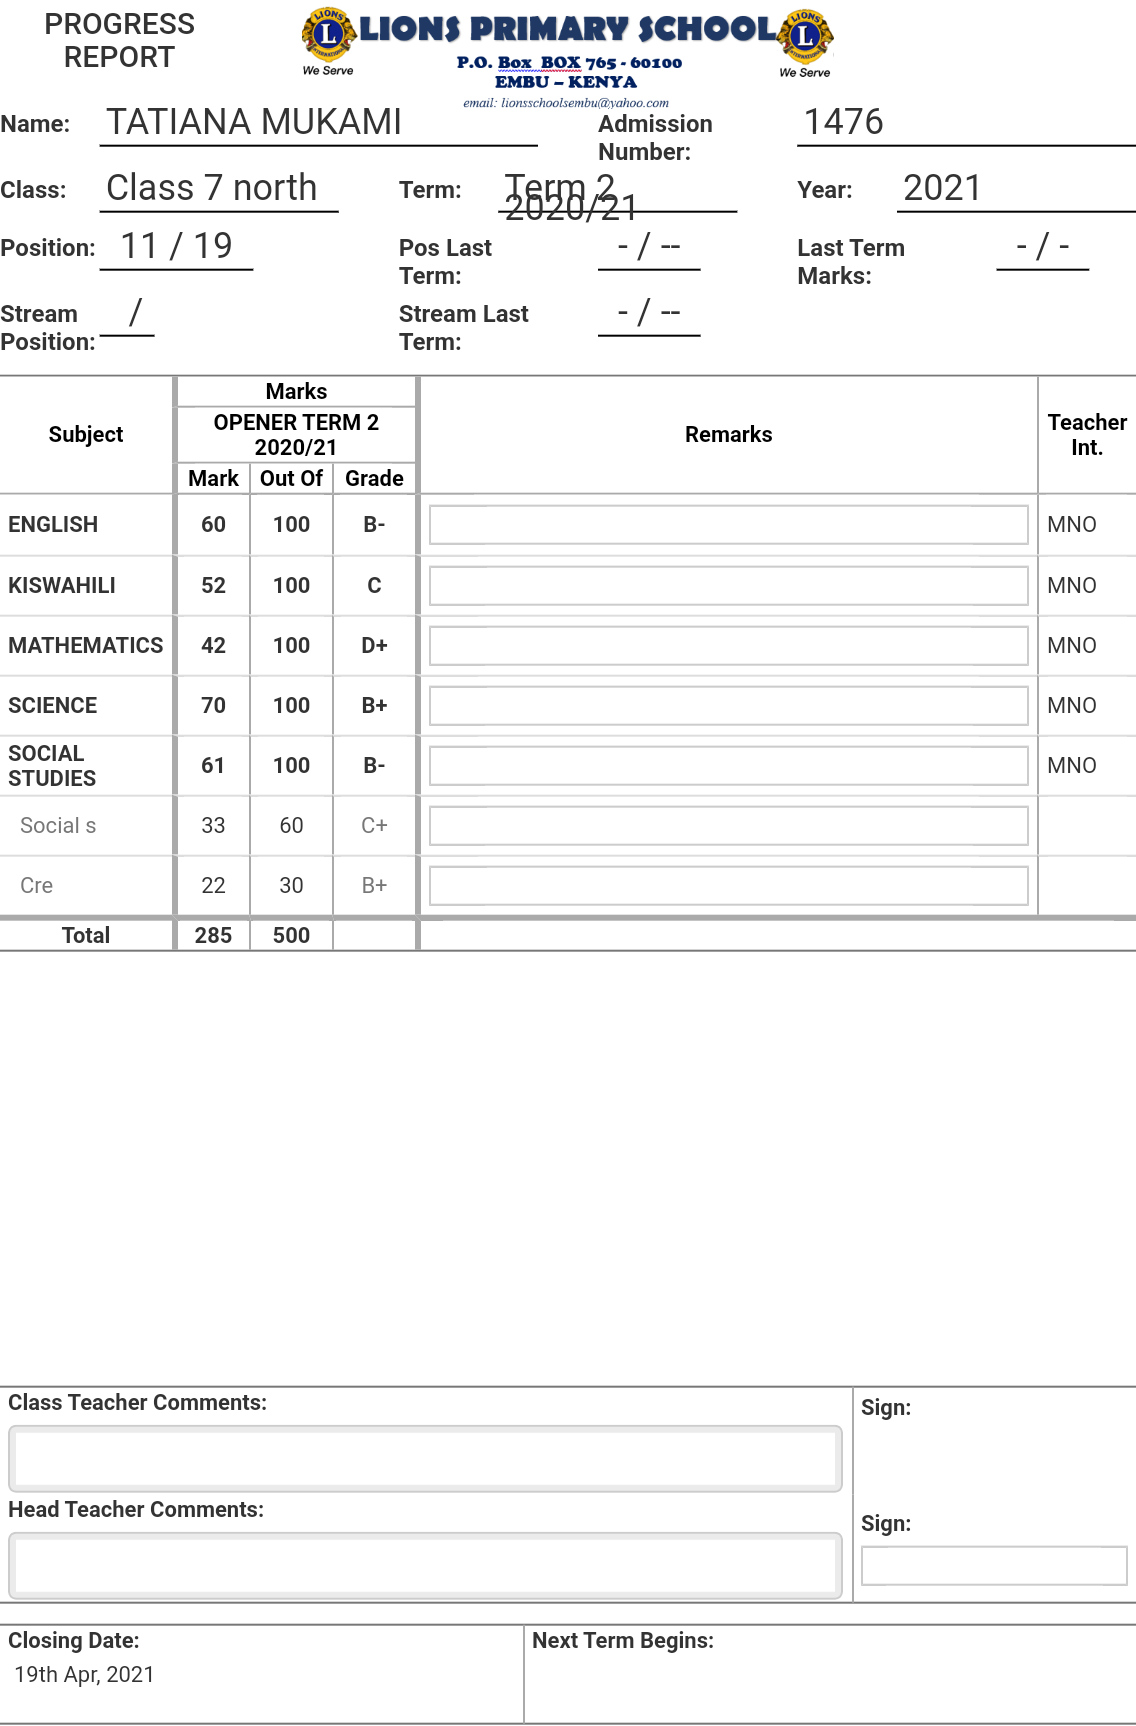 PROGRESS
REPORT
LIONS PRIMARY SCHOOL
We Serve
We Serve
P.O. Box BOX 765 - 60100
EMBU – KENYA
email: lionsschoolsembu@yahoo.com
Name: TATIANA MUKAMI Admission Number: 1476
Class: Class 7 north Term: Term 2 2020/21 Year: 2021
Position: 11 / 19 Pos Last Term: - / -- Last Term Marks: - / -
Stream Position: / Stream Last Term: - / --
Subject Marks Remarks Teacher Int.
OPENER TERM 2 2020/21
Mark Out Of Grade
ENGLISH 60 100 B- MNO
KISWAHILI 52 100 C MNO
MATHEMATICS 42 100 D+ MNO
SCIENCE 70 100 B+ MNO
SOCIAL STUDIES 61 100 B- MNO
Social s 33 60 C+
Cre 22 30 B+
Total 285 500
Class Teacher Comments: Sign:
Head Teacher Comments: Sign:
Closing Date: Next Term Begins:
19th Apr, 2021